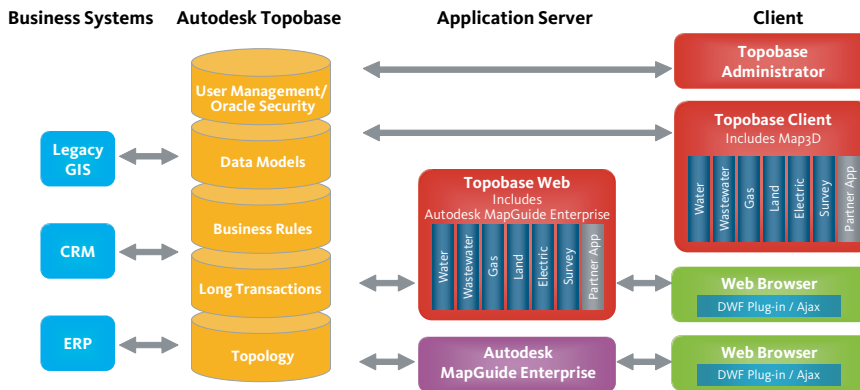 Business Systems
Autodesk Topobase
Application Server
Client
User Management/
Oracle Security
Data Models
Business Rules
Long Transactions
Topology
Legacy
GIS
CRM
ERP
Topobase Web
Includes
Autodesk MapGuide Enterprise
Water
Wastewater
Gas
Land
Electric
Survey
Partner App
Autodesk
MapGuide Enterprise
Topobase
Administrator
Topobase Client
Includes Map3D
Water
Wastewater
Gas
Land
Electric
Survey
Partner App
Web Browser
DWF Plug-in / Ajax
Web Browser
DWF Plug-in / Ajax